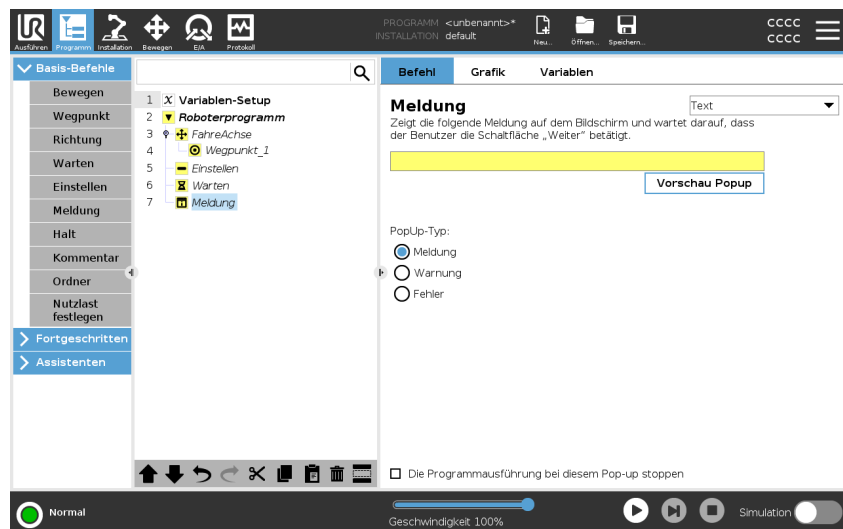 PROGRAMM <unbenannt>*
INSTALLATION default
CCCC
CCCC
Ausführen
Programm
Installation
Bewegen
E/A
Protokoll
Neu...
Öffnen...
Speichern...
Basis-Befehle
Bewegen
Wegpunkt
Richtung
Warten
Einstellen
Meldung
Halt
Kommentar
Ordner
Nutzlast
festlegen
Fortgeschritten
Assistenten
1 X Variablen-Setup
2 Roboterprogramm
3 FahreAchse
4 Wegpunkt_1
5 Einstellen
6 Warten
7 Meldung
Befehl Grafik Variablen
Meldung
Text
Zeigt die folgende Meldung auf dem Bildschirm und wartet darauf, dass
der Benutzer die Schaltfläche „Weiter" betätigt.
Vorschau Popup
PopUp-Typ:
Meldung
Warnung
Fehler
Die Programmausführung bei diesem Pop-up stoppen
Normal
Geschwindigkeit 100%
Simulation